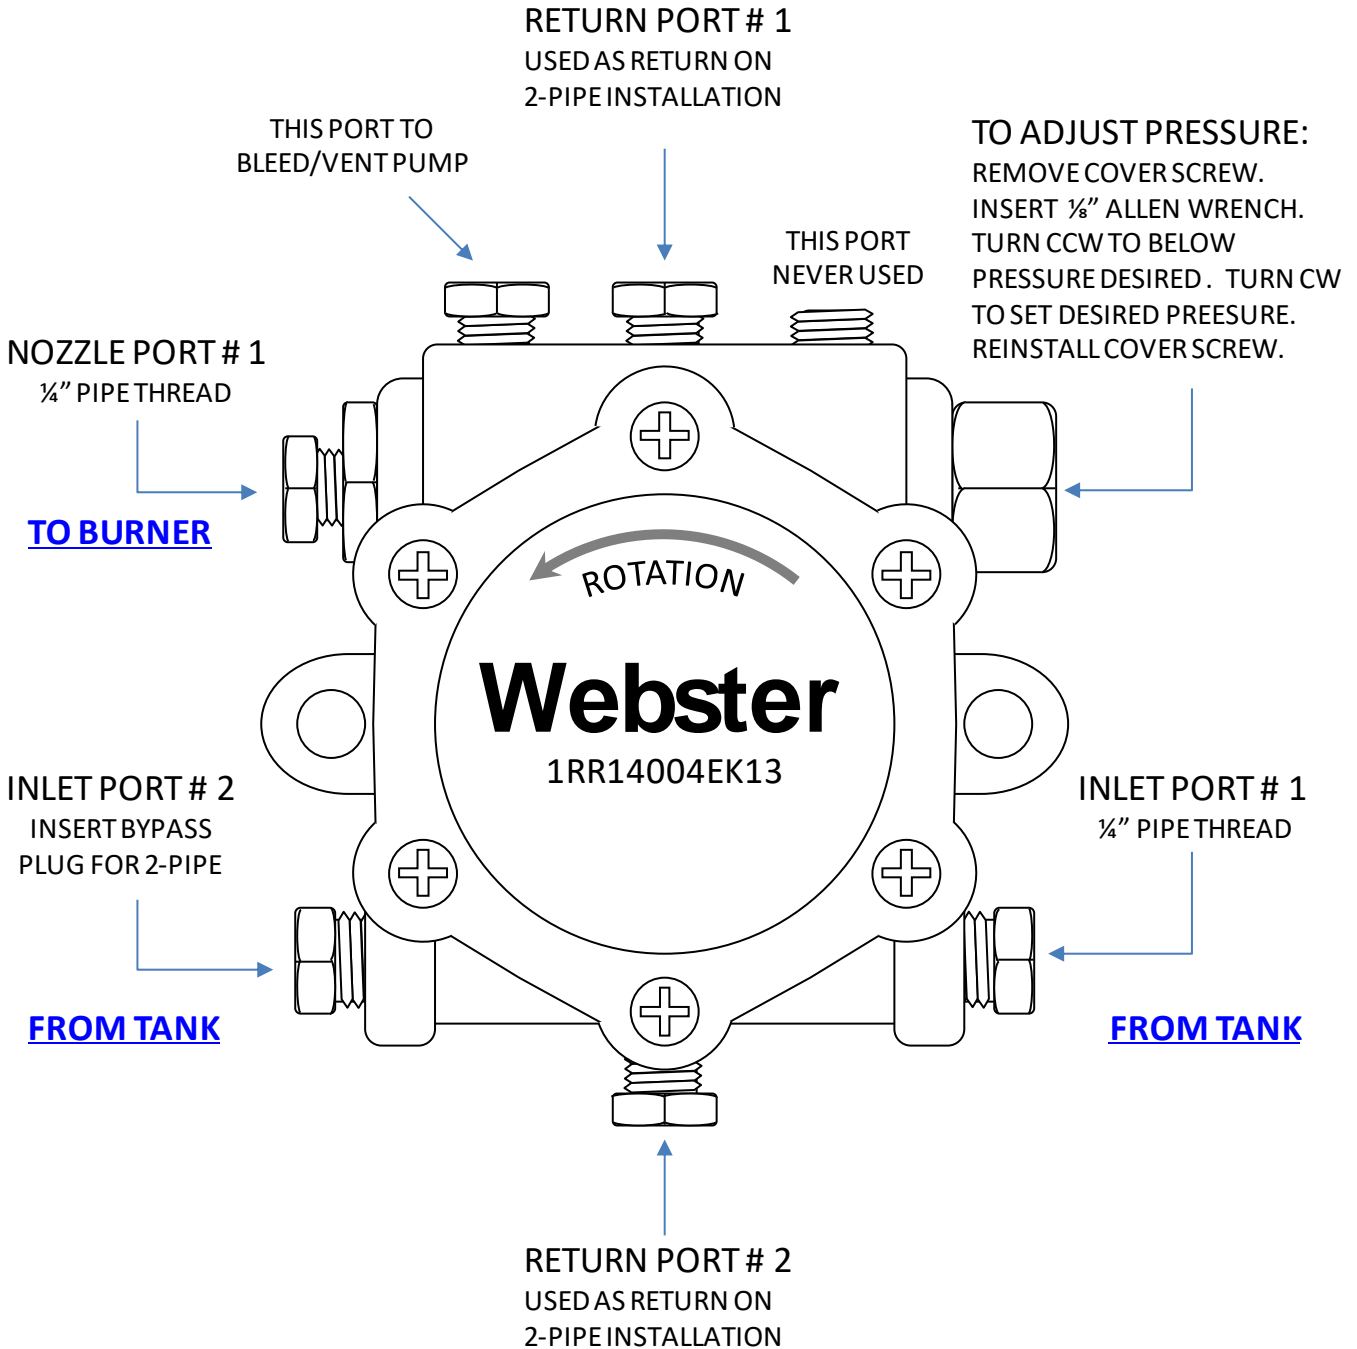 RETURN PORT # 1
USED AS RETURN ON
2-PIPE INSTALLATION
THIS PORT TO
BLEED/VENT PUMP
TO ADJUST PRESSURE:
REMOVE COVER SCREW.
INSERT ⅛” ALLEN WRENCH.
TURN CCW TO BELOW
PRESSURE DESIRED. TURN CW
TO SET DESIRED PREESURE.
REINSTALL COVER SCREW.
THIS PORT
NEVER USED
NOZZLE PORT # 1
¼” PIPE THREAD
TO BURNER
ROTATION
Webster
1RR14004EK13
INLET PORT # 2
INSERT BYPASS
PLUG FOR 2-PIPE
FROM TANK
INLET PORT # 1
¼” PIPE THREAD
FROM TANK
RETURN PORT # 2
USED AS RETURN ON
2-PIPE INSTALLATION